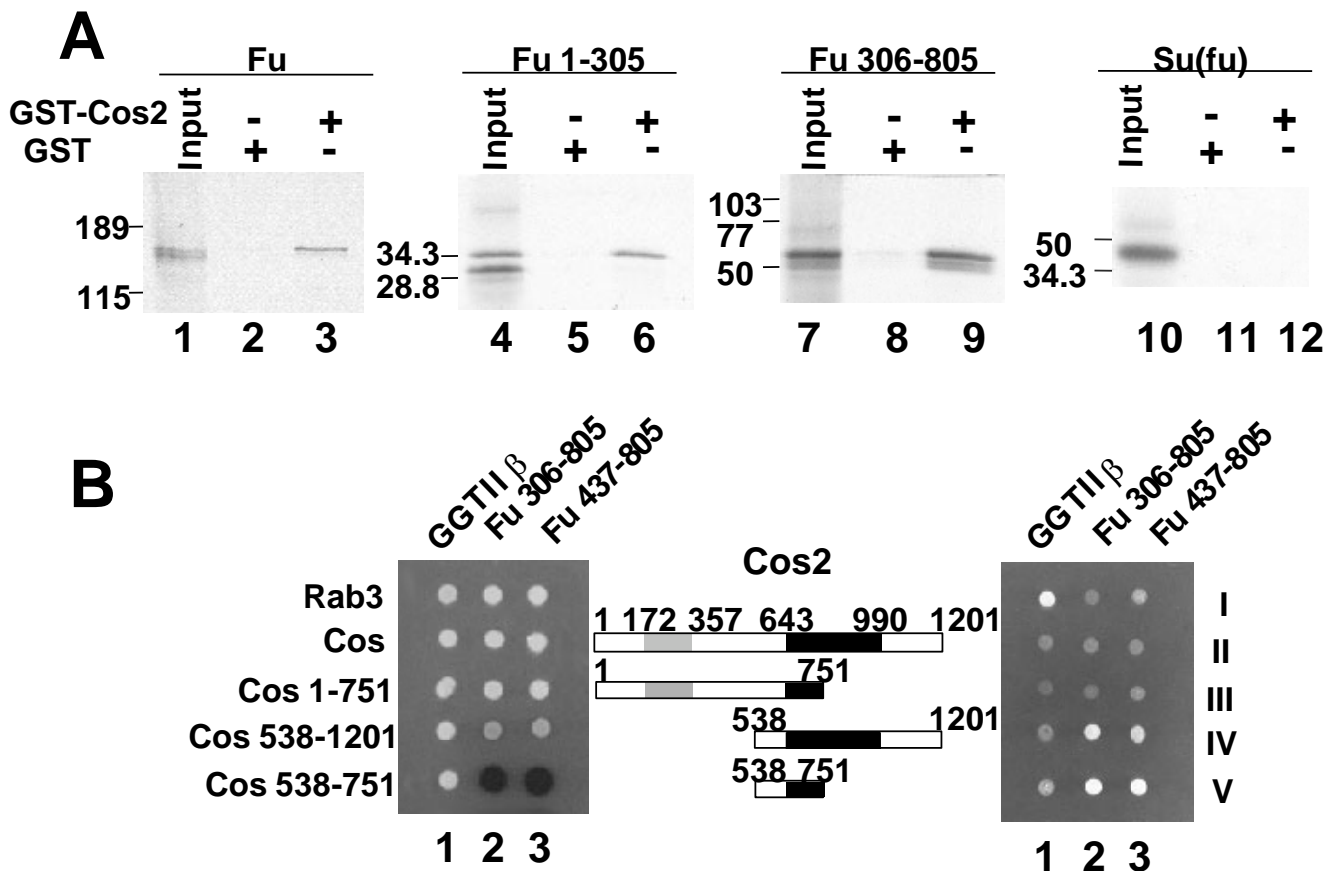 A
Fu
Fu 1-305
Fu 306-805
Su(fu)
Input
Input
Input
Input
GST-Cos2 - + - + - + - +
GST + - + - + - + -
189
115
34.3
28.8
103
77
50
50
34.3
1 2 3 4 5 6 7 8 9 10 11 12
B
GGTII β
Fu 306-805
Fu 437-805
GGTII β
Fu 306-805
Fu 437-805
Cos2
Rab3
I
1 172 357 643 990 1201
Cos
II
1 751
Cos 1-751
III
538 1201
Cos 538-1201
IV
538 751
Cos 538-751
V
1 2 3
1 2 3